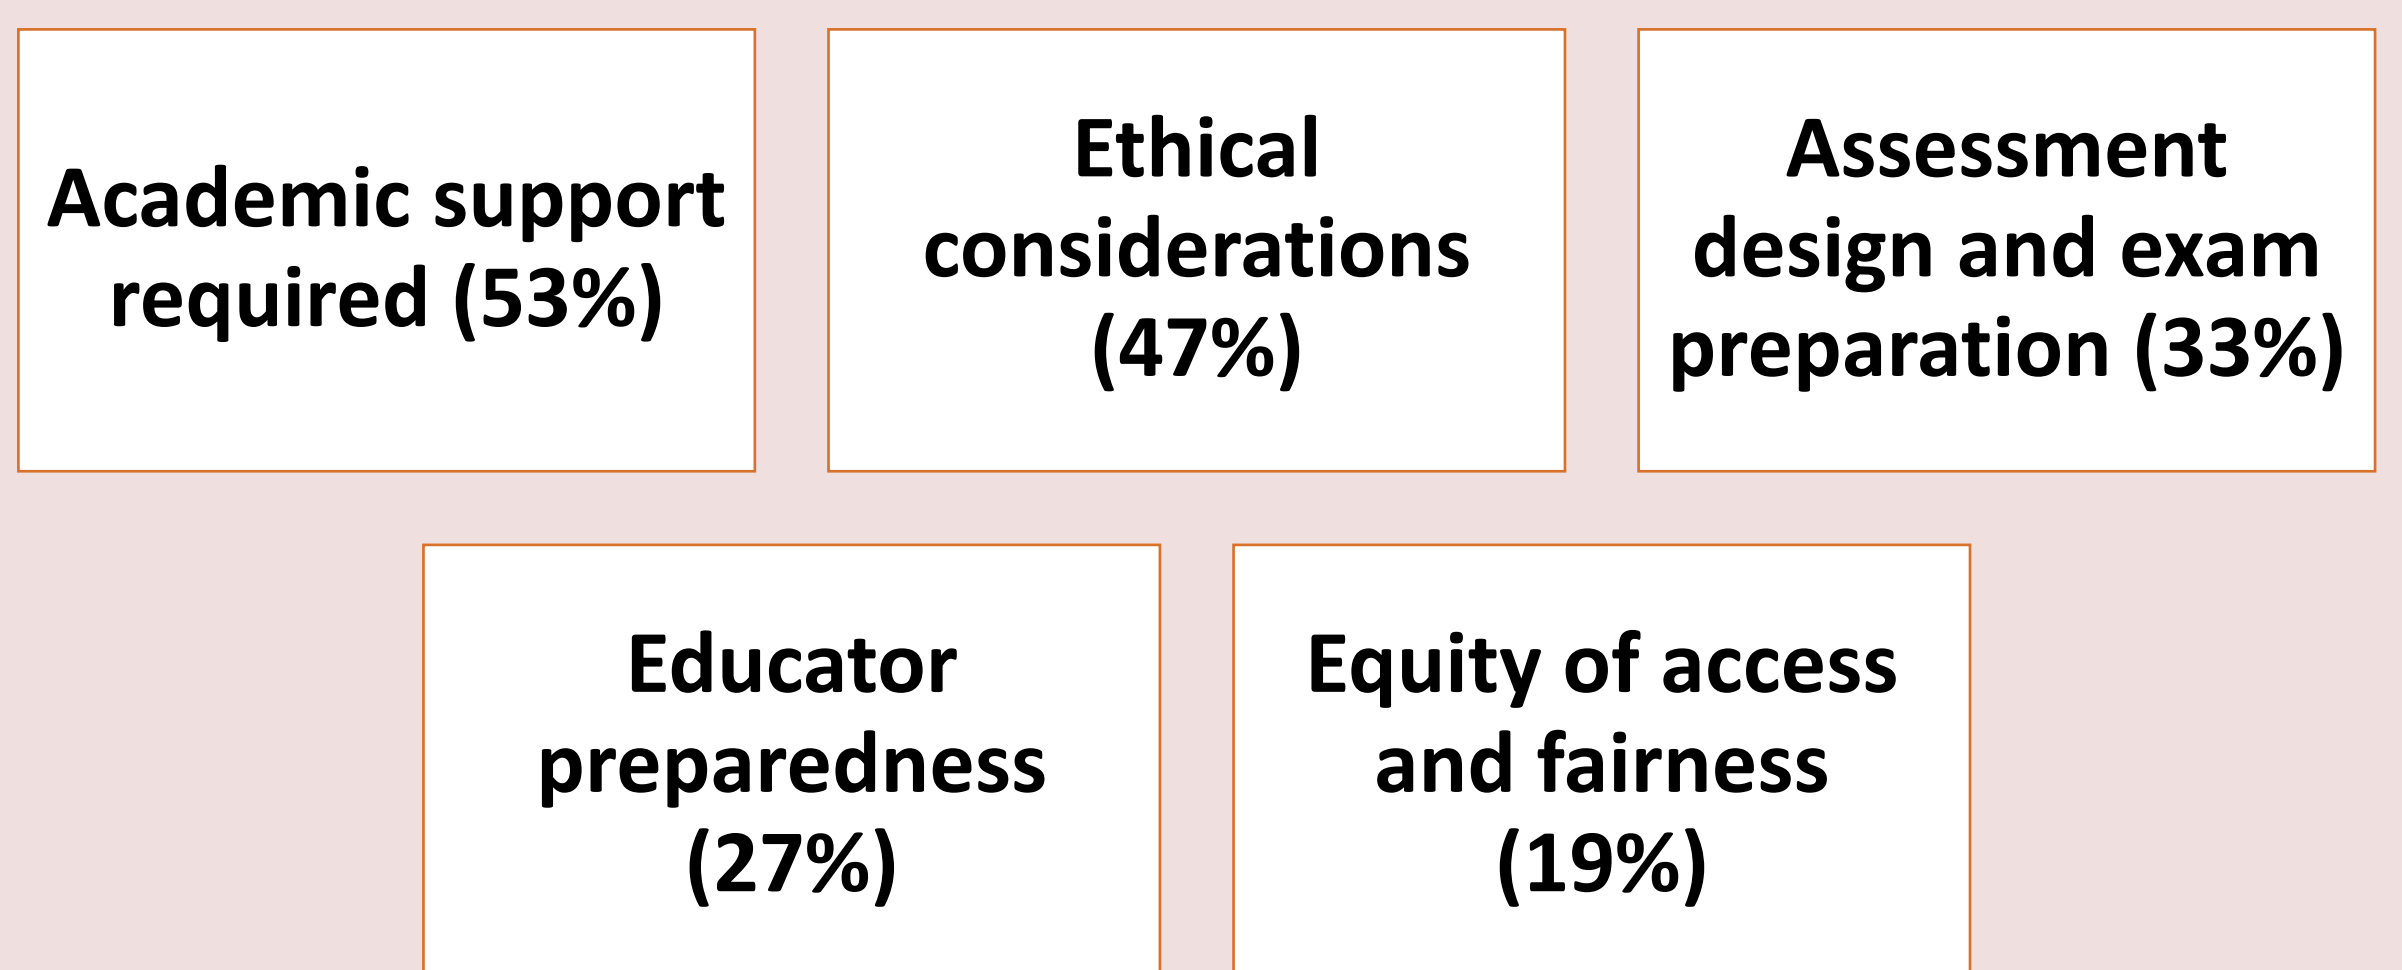 Academic support
required (53%)
Ethical
considerations
(47%)
Assessment
design and exam
preparation (33%)
Educator
preparedness
(27%)
Equity of access
and fairness
(19%)